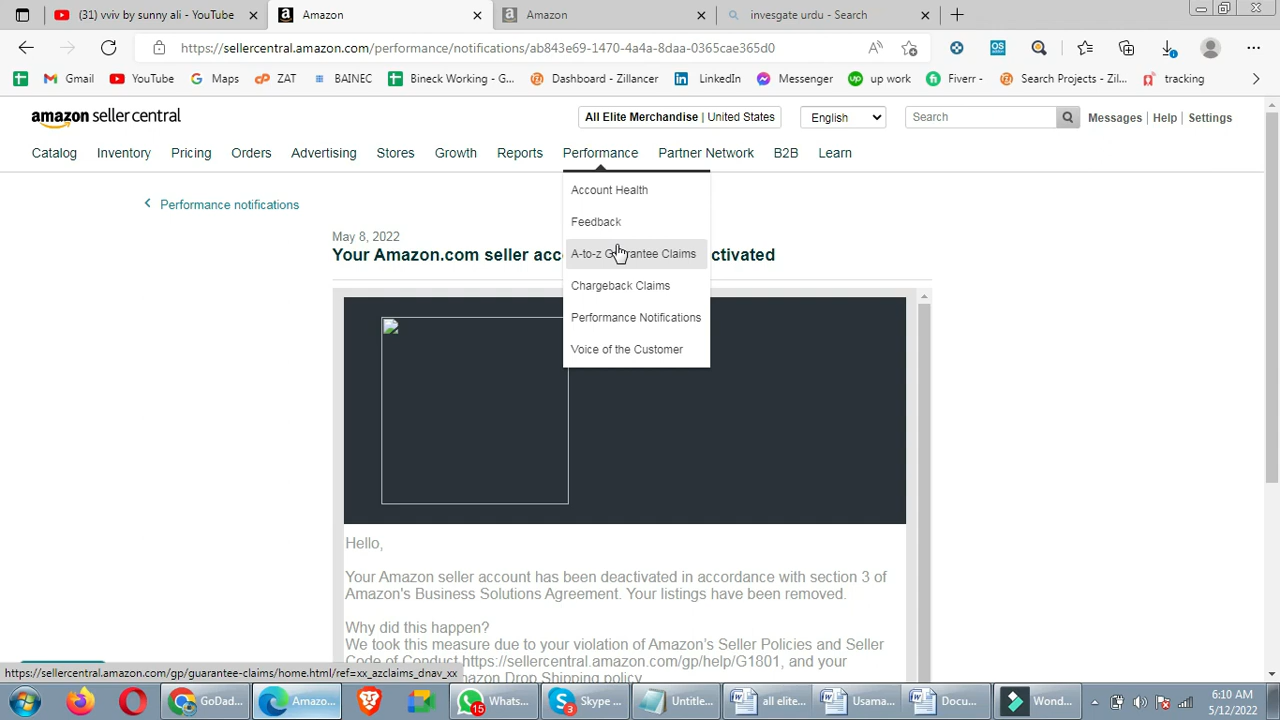 (31) vviv by sunny ali - YouTube
Amazon
Amazon
invesgate urdu - Search
https://sellercentral.amazon.com/performance/notifications/ab843e69-1470-4a4a-8daa-0365cae365d0
Gmail YouTube Maps ZAT BAINEC Bineck Working - G... Dashboard - Zillancer LinkedIn Messenger up work Fiverr - Search Projects - Zil... tracking
amazon seller central
All Elite Merchandise | United States
English
Search
Messages | Help | Settings
Catalog Inventory Pricing Orders Advertising Stores Growth Reports Performance Partner Network B2B Learn
Account Health
Feedback
A-to-z Guarantee Claims
Chargeback Claims
Performance Notifications
Voice of the Customer
Performance notifications
May 8, 2022
Your Amazon.com seller acc ctivated
Hello,
Your Amazon seller account has been deactivated in accordance with section 3 of
Amazon's Business Solutions Agreement. Your listings have been removed.
Why did this happen?
We took this measure due to your violation of Amazon's Seller Policies and Seller
Code of Conduct https://sellercentral.amazon.com/gp/help/G1801, and your
mazon Drop Shipping policy
https://sellercentral.amazon.com/gp/guarantee-claims/home.html/ref=xx_azclaims_dnav_xx
GoDad... Amazo... Whats... 15 Skype ... 3 Untitle... all elite... Usama... Docu... Wond...
6:10 AM
5/12/2022